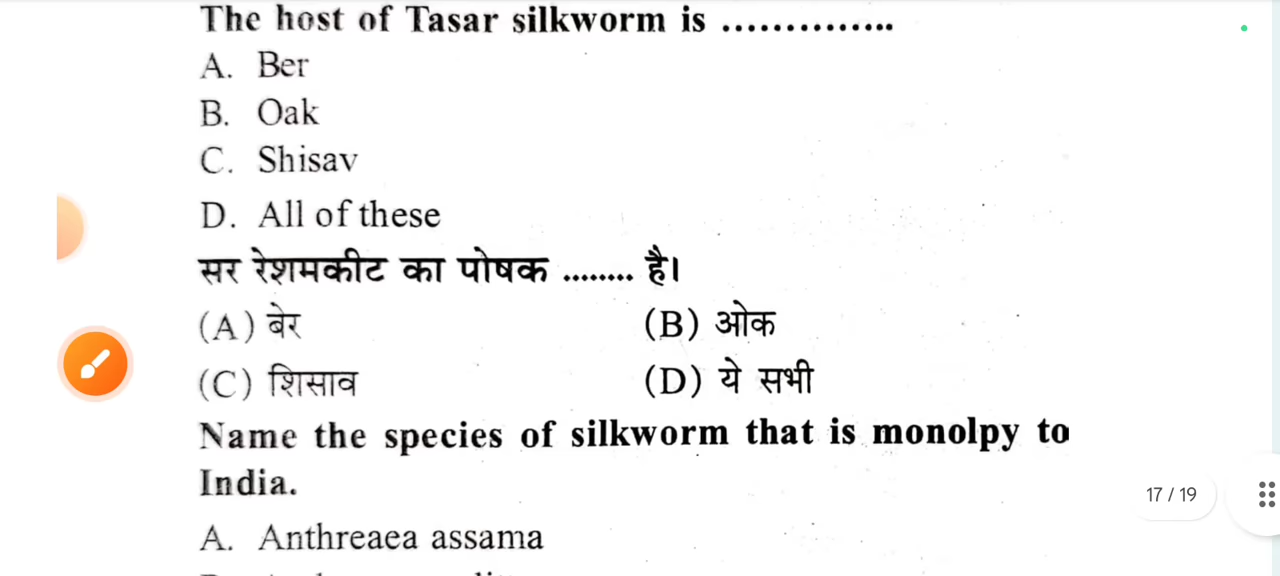 The host of Tasar silkworm is ..............
A. Ber
B. Oak
C. Shisav
D. All of these
सर रेशमकीट का पोषक ........ है।
(A) बेर (B) ओक
(C) शिसाव (D) ये सभी
Name the species of silkworm that is monolpy to
India.
17 / 19
A. Anthreaea assama